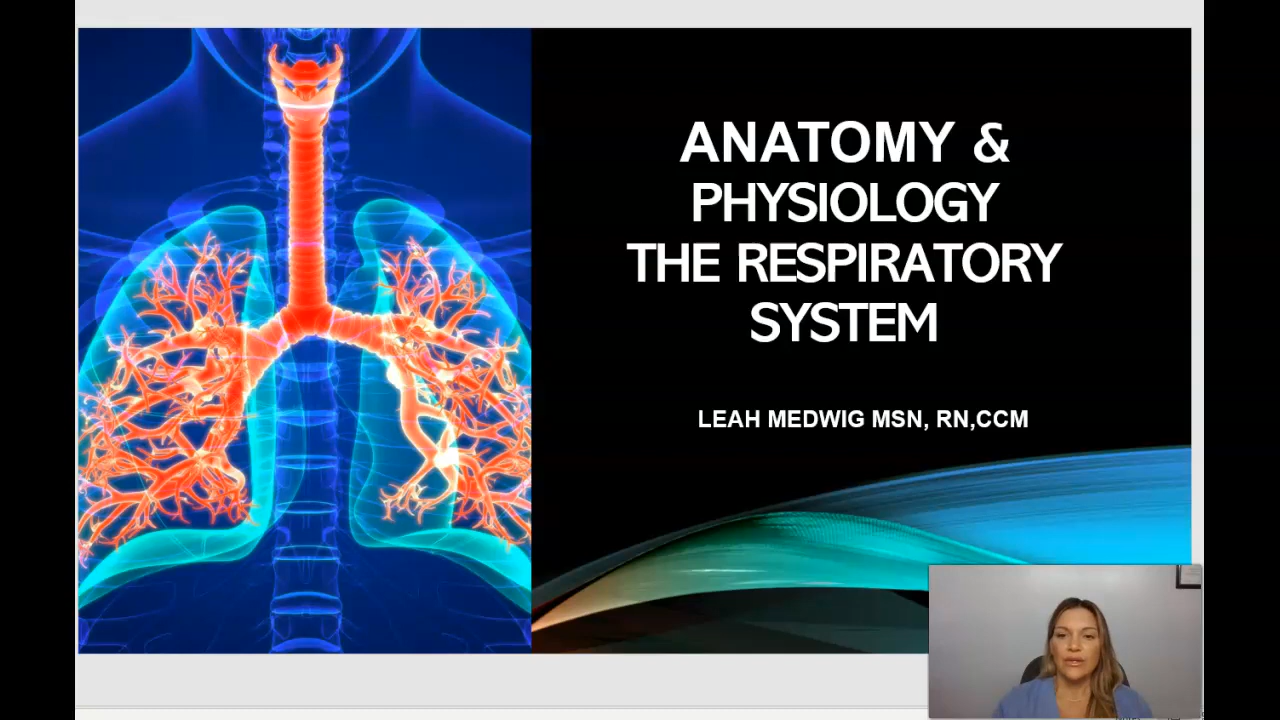 ANATOMY &
PHYSIOLOGY
THE RESPIRATORY
SYSTEM
LEAH MEDWIG MSN, RN,CCM